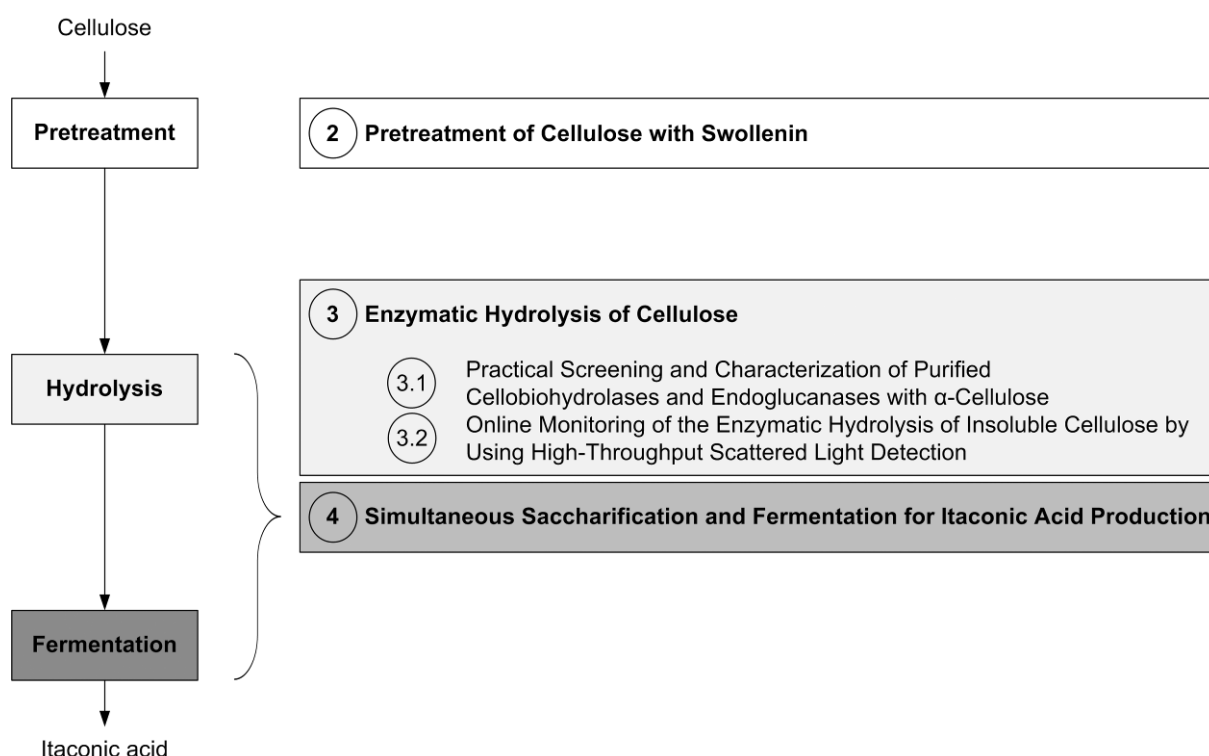 Cellulose
Pretreatment
2 Pretreatment of Cellulose with Swollenin
3 Enzymatic Hydrolysis of Cellulose
3.1 Practical Screening and Characterization of Purified
Cellobiohydrolases and Endoglucanases with α-Cellulose
3.2 Online Monitoring of the Enzymatic Hydrolysis of Insoluble Cellulose by
Using High-Throughput Scattered Light Detection
Hydrolysis
4 Simultaneous Saccharification and Fermentation for Itaconic Acid Production
Fermentation
Itaconic acid